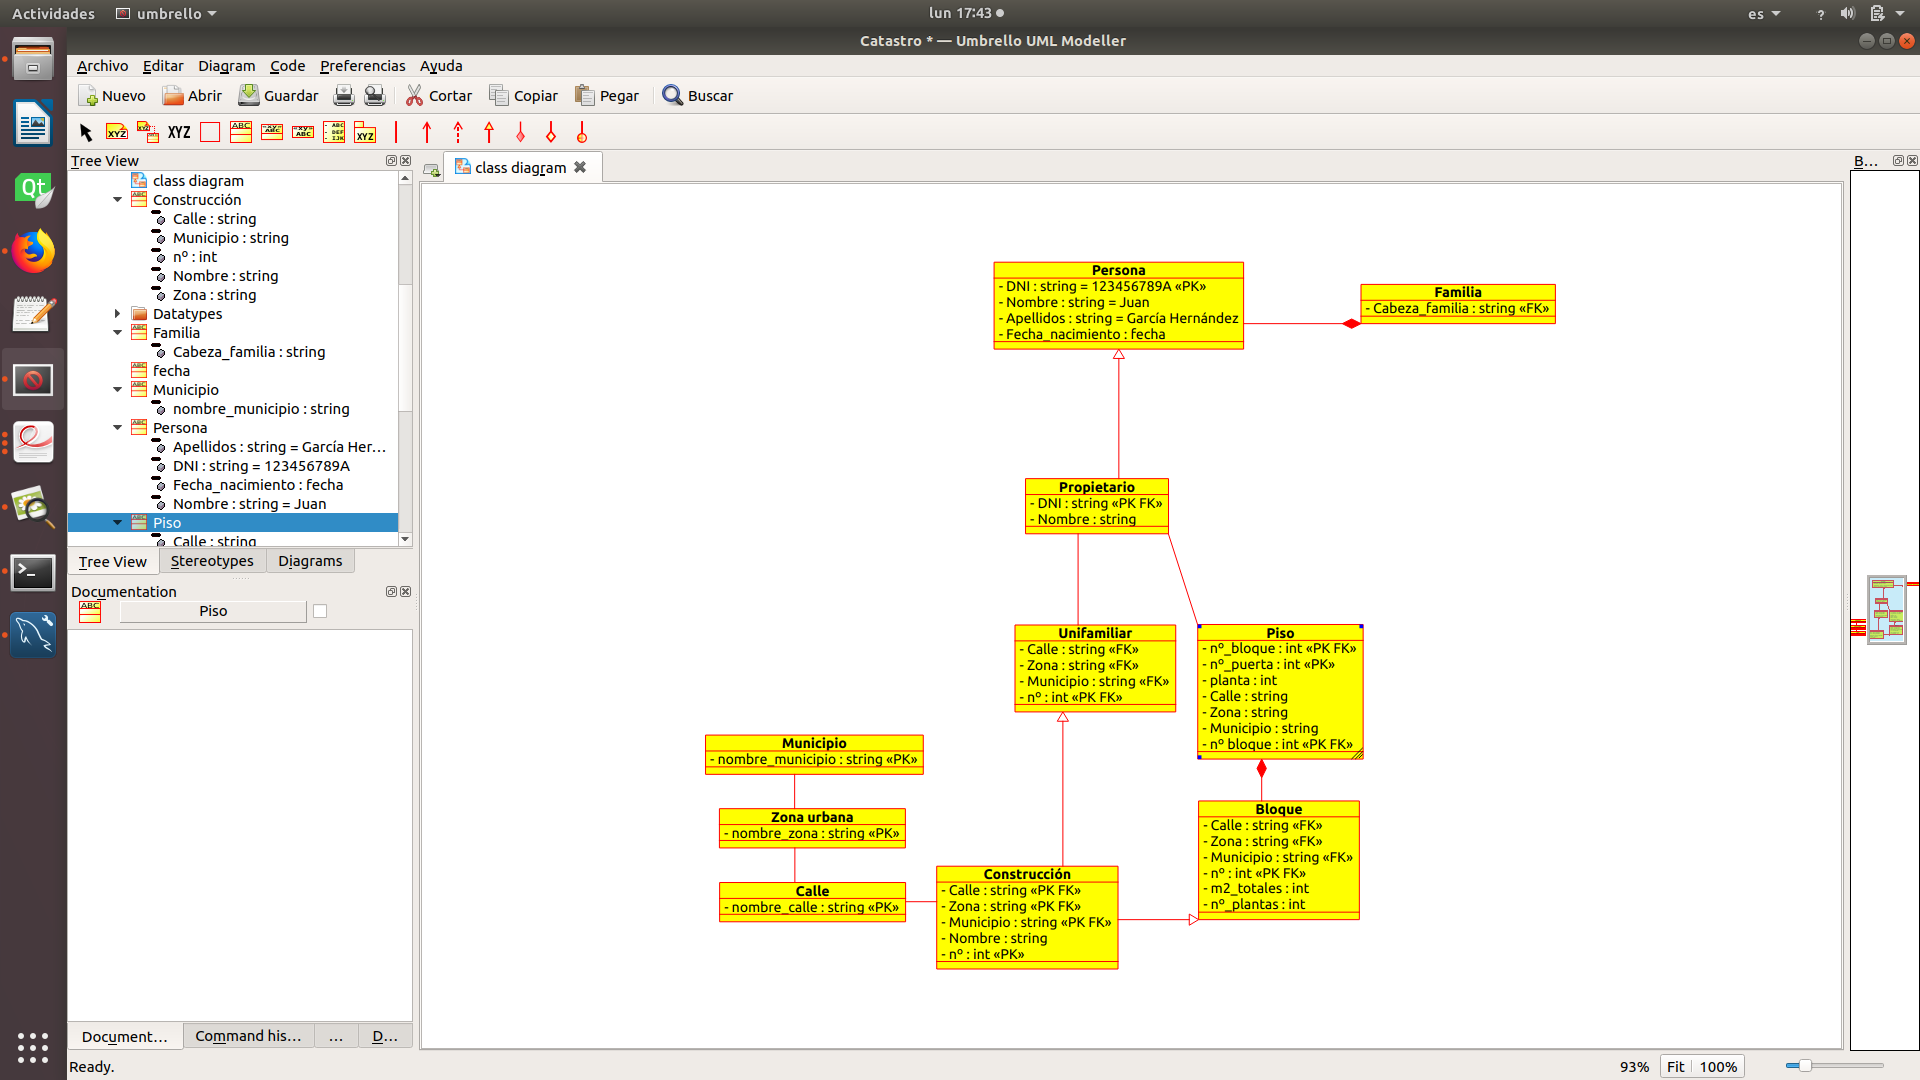 Actividades
umbrello
lun 17:43
es
?
Catastro * — Umbrello UML Modeller
Archivo Editar Diagram Code Preferencias Ayuda
Nuevo Abrir Guardar Cortar Copiar Pegar Buscar
XYZ
Tree View
class diagram
Construcción
Calle : string
Municipio : string
nº : int
Nombre : string
Zona : string
Datatypes
Familia
Cabeza_familia : string
fecha
Municipio
nombre_municipio : string
Persona
Apellidos : string = García Her...
DNI : string = 123456789A
Fecha_nacimiento : fecha
Nombre : string = Juan
Piso
Calle : string
Tree View Stereotypes Diagrams
Documentation
ABC
Piso
Document... Command his... ... D...
Ready.
class diagram
B...
Persona
- DNI : string = 123456789A «PK»
- Nombre : string = Juan
- Apellidos : string = García Hernández
- Fecha_nacimiento : fecha
Familia
- Cabeza_familia : string «FK»
Propietario
- DNI : string «PK FK»
- Nombre : string
Unifamiliar
- Calle : string «FK»
- Zona : string «FK»
- Municipio : string «FK»
- nº : int «PK FK»
Piso
- nº_bloque : int «PK FK»
- nº_puerta : int «PK»
- planta : int
- Calle : string
- Zona : string
- Municipio : string
- nº bloque : int «PK FK»
Municipio
- nombre_municipio : string «PK»
Zona urbana
- nombre_zona : string «PK»
Calle
- nombre_calle : string «PK»
Construcción
- Calle : string «PK FK»
- Zona : string «PK FK»
- Municipio : string «PK FK»
- Nombre : string
- nº : int «PK»
Bloque
- Calle : string «FK»
- Zona : string «FK»
- Municipio : string «FK»
- nº : int «PK FK»
- m2_totales : int
- nº_plantas : int
93% Fit 100%